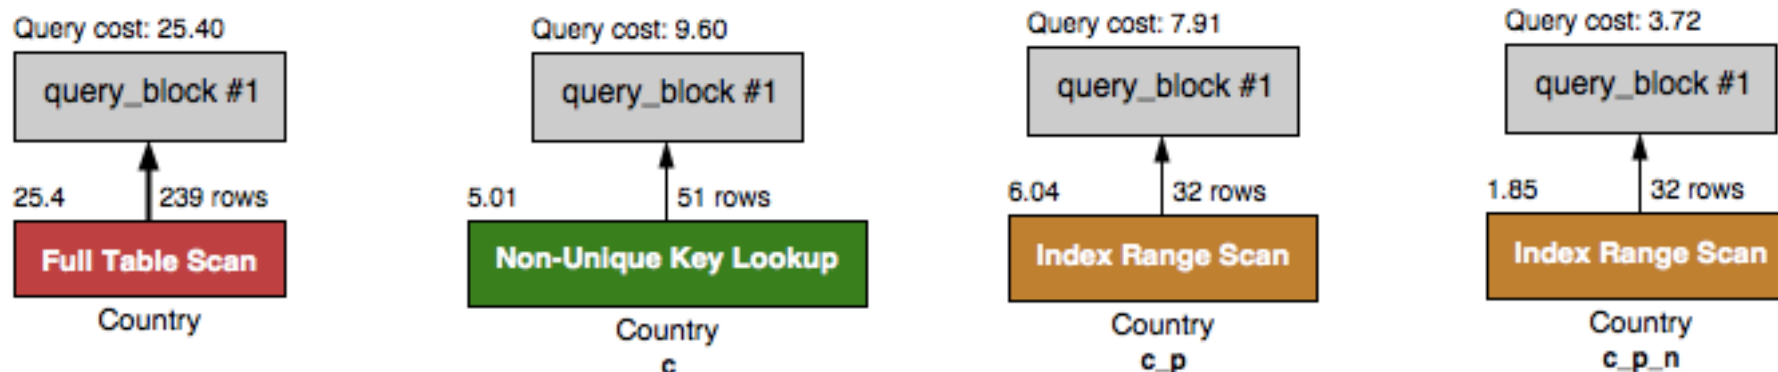 Query cost: 25.40
query_block #1
25.4
239 rows
Full Table Scan
Country
Query cost: 9.60
query_block #1
5.01
51 rows
Non-Unique Key Lookup
Country
c
Query cost: 7.91
query_block #1
6.04
32 rows
Index Range Scan
Country
c_p
Query cost: 3.72
query_block #1
1.85
32 rows
Index Range Scan
Country
c_p_n